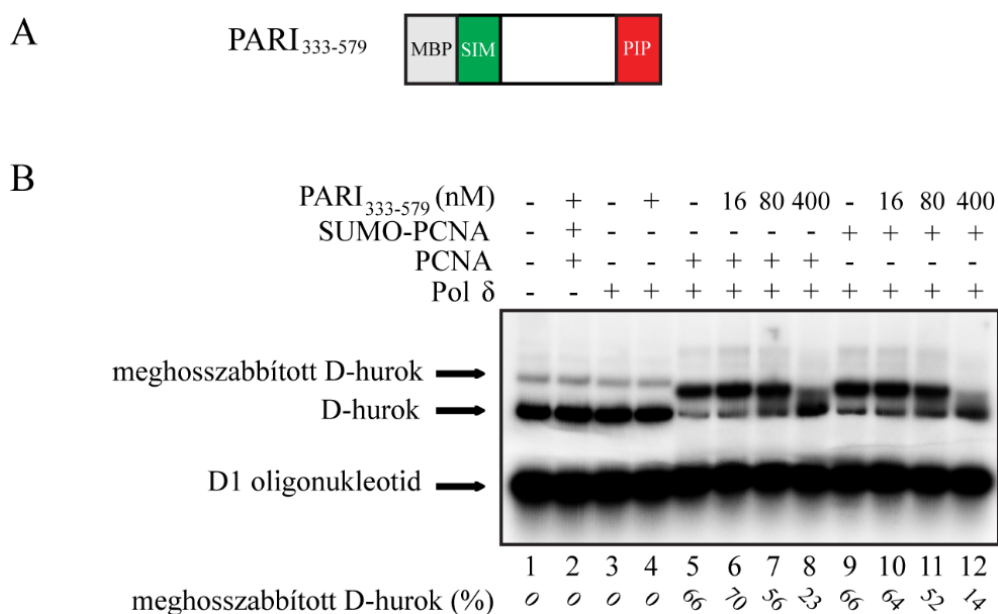 A
PARI333-579
MBP SIM PIP
B
PARI333-579 (nM) - + - + - 16 80 400 - 16 80 400
SUMO-PCNA - + - - - - - - + + + +
PCNA - + - - + + + + - - - -
Pol δ - - + + + + + + + + + +
meghosszabbított D-hurok
D-hurok
D1 oligonukleotid
1 2 3 4 5 6 7 8 9 10 11 12
meghosszabbított D-hurok (%) 0 0 0 0 66 70 56 23 66 64 52 14